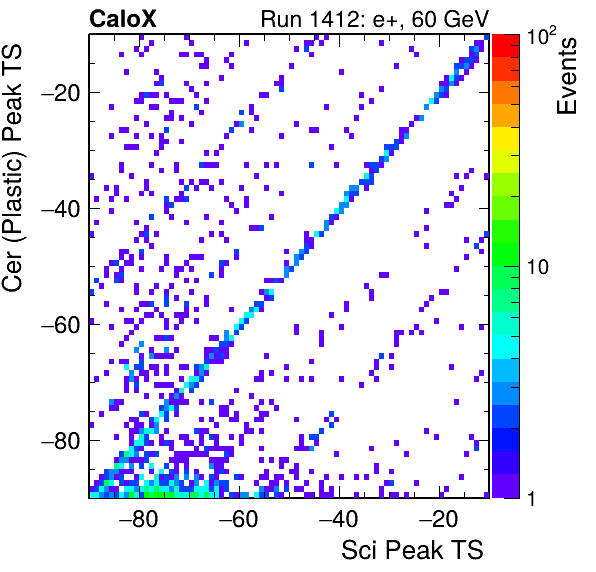 CaloX Run 1412: e+, 60 GeV
Cer (Plastic) Peak TS
−20
−40
−60
−80
−80 −60 −40 −20
Sci Peak TS
10²
10
1
Events